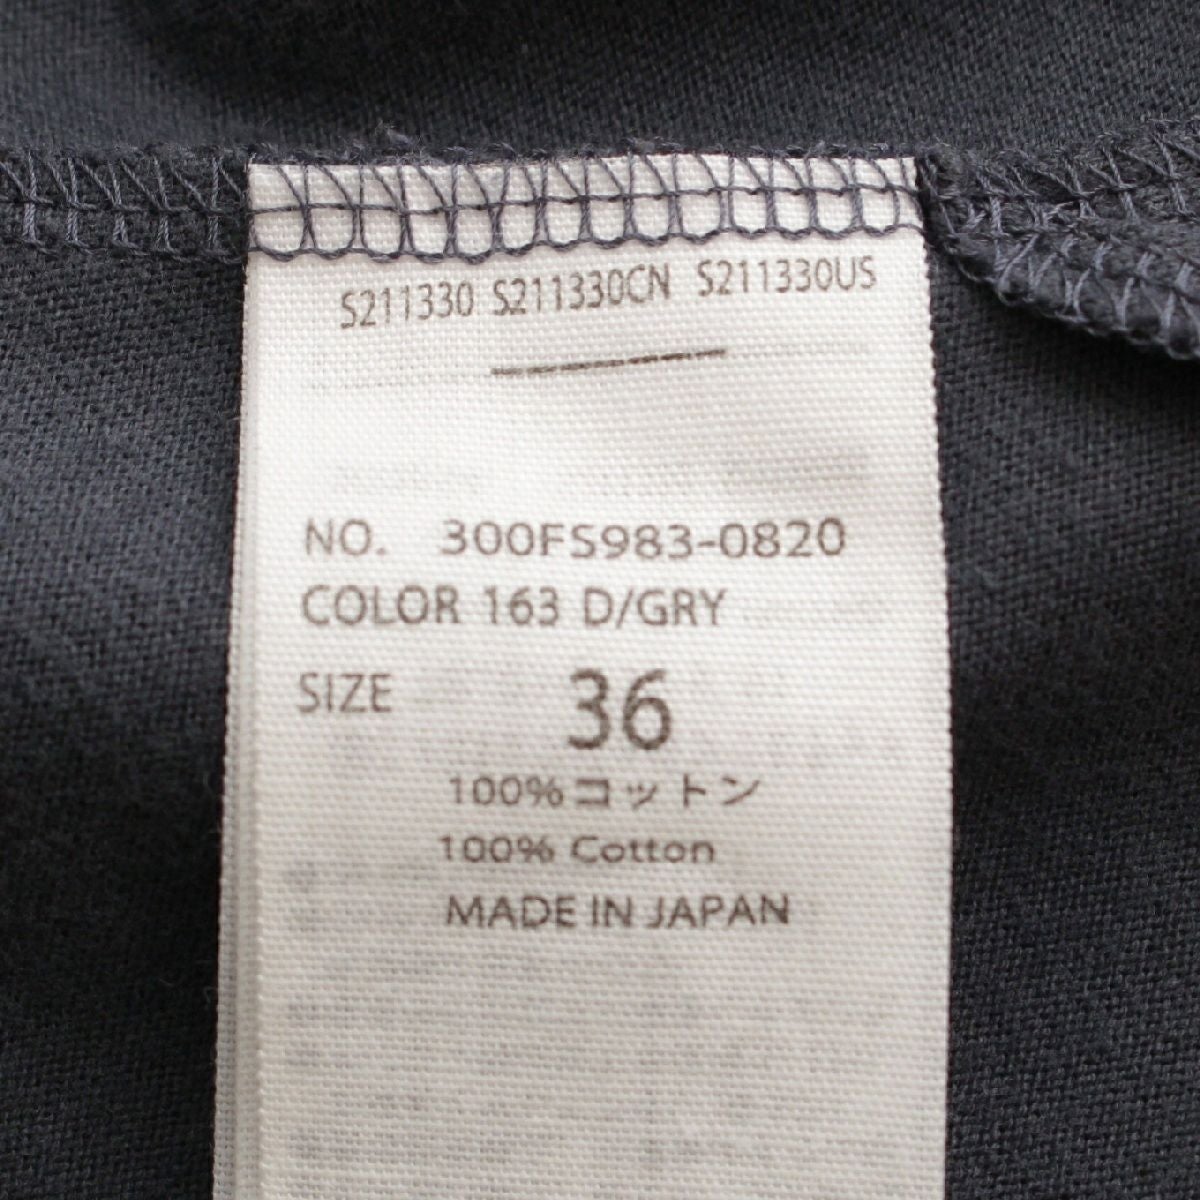 S211330 S211330CN S211330US
NO. 300FS983-0820
COLOR 163 D/GRY
SIZE 36
100%コットン
100% Cotton
MADE IN JAPAN